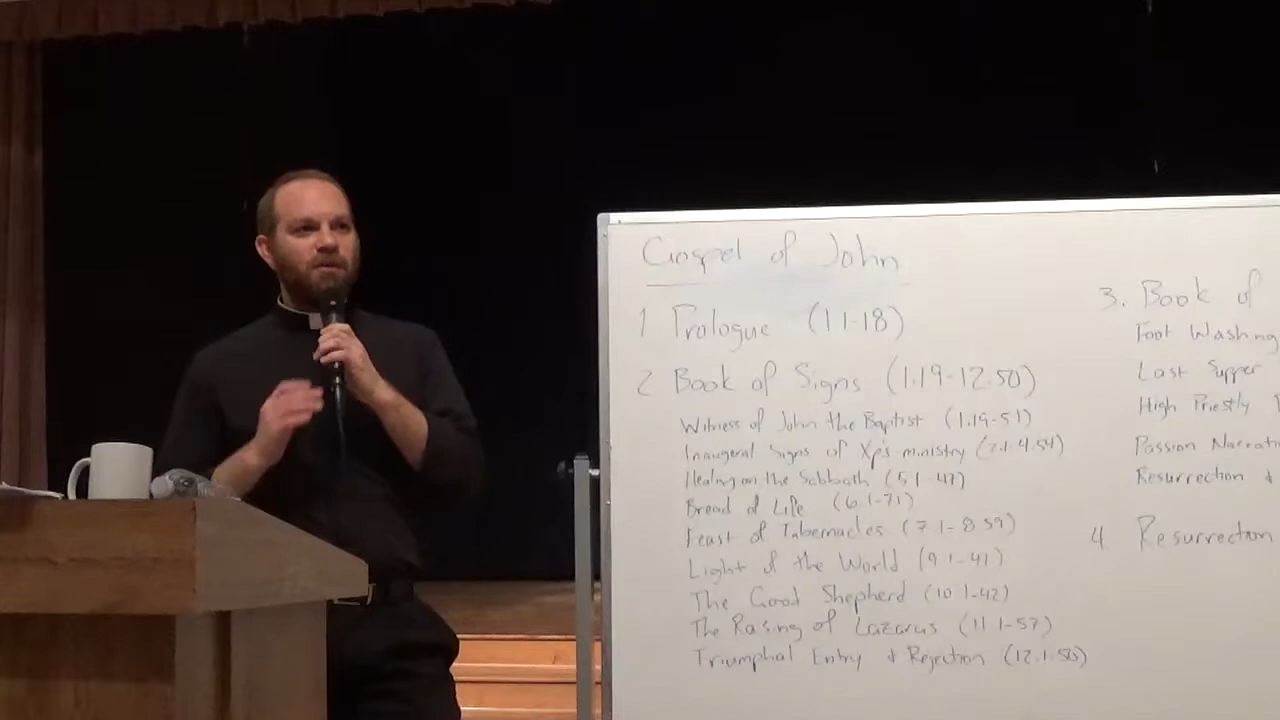 Gospel of John
1 Prologue (1.1-18)
2 Book of Signs (1.19-12.50)
Witness of John the Baptist (1.19-51)
Inaugeral Signs of Xp's ministry (2.1-4.54)
Healing on the Sabbath (5.1-47)
Bread of Life (6.1-71)
Feast of Tabernacles (7.1-8.59)
Light of the World (9.1-41)
The Good Shepherd (10.1-42)
The Raising of Lazarus (11.1-57)
Triumphal Entry & Rejection (12.1-50)
3. Book of
Foot Washing
Last Supper
High Priestly
Passion Narrati
Resurrection &
4 Resurrection